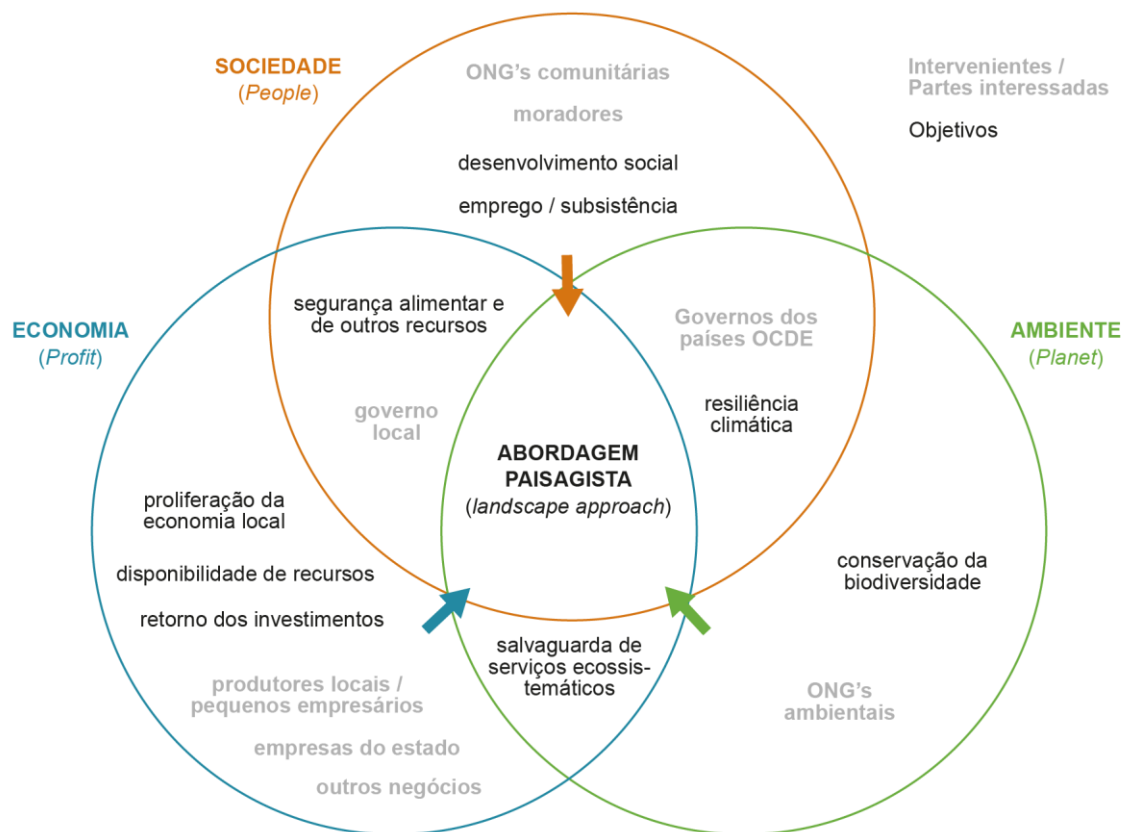 SOCIEDADE
(People)
ONG's comunitárias
moradores
desenvolvimento social
emprego / subsistência
Intervenientes /
Partes interessadas
Objetivos
ECONOMIA
(Profit)
segurança alimentar e
de outros recursos
governo
local
Governos dos
países OCDE
resiliência
climática
AMBIENTE
(Planet)
ABORDAGEM
PAISAGISTA
(landscape approach)
proliferação da
economia local
disponibilidade de recursos
retorno dos investimentos
produtores locais /
pequenos empresários
empresas do estado
outros negócios
salvaguarda de
serviços ecossis-
temáticos
conservação da
biodiversidade
ONG's
ambientais